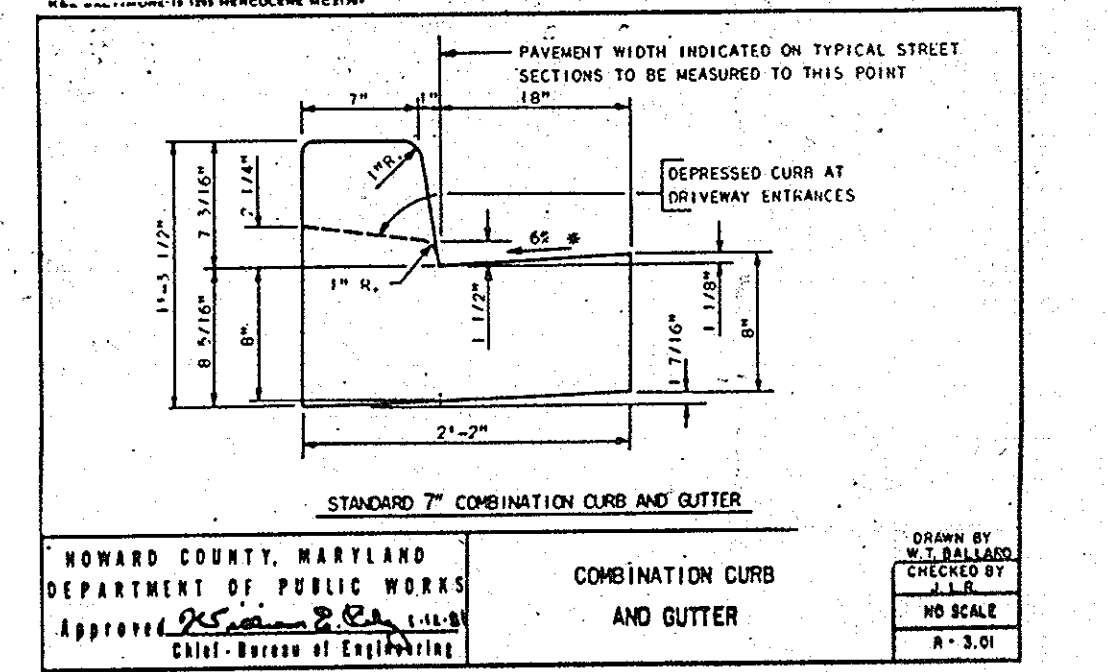 PAVEMENT WIDTH INDICATED ON TYPICAL STREET
SECTIONS TO BE MEASURED TO THIS POINT
7"
1"
18"
1"R.
DEPRESSED CURB AT
DRIVEWAY ENTRANCES
1'-3 1/2"
7 3/16"
2 1/4"
6% *
1" R.
8 5/16"
8"
1 1/2"
1 1/8"
8"
1 7/16"
2'-2"
STANDARD 7" COMBINATION CURB AND GUTTER
HOWARD COUNTY, MARYLAND
DEPARTMENT OF PUBLIC WORKS
Approved
Chief-Bureau of Engineering
COMBINATION CURB
AND GUTTER
DRAWN BY
W.T. BALLARD
CHECKED BY
J.L.R.
NO SCALE
R-3.01